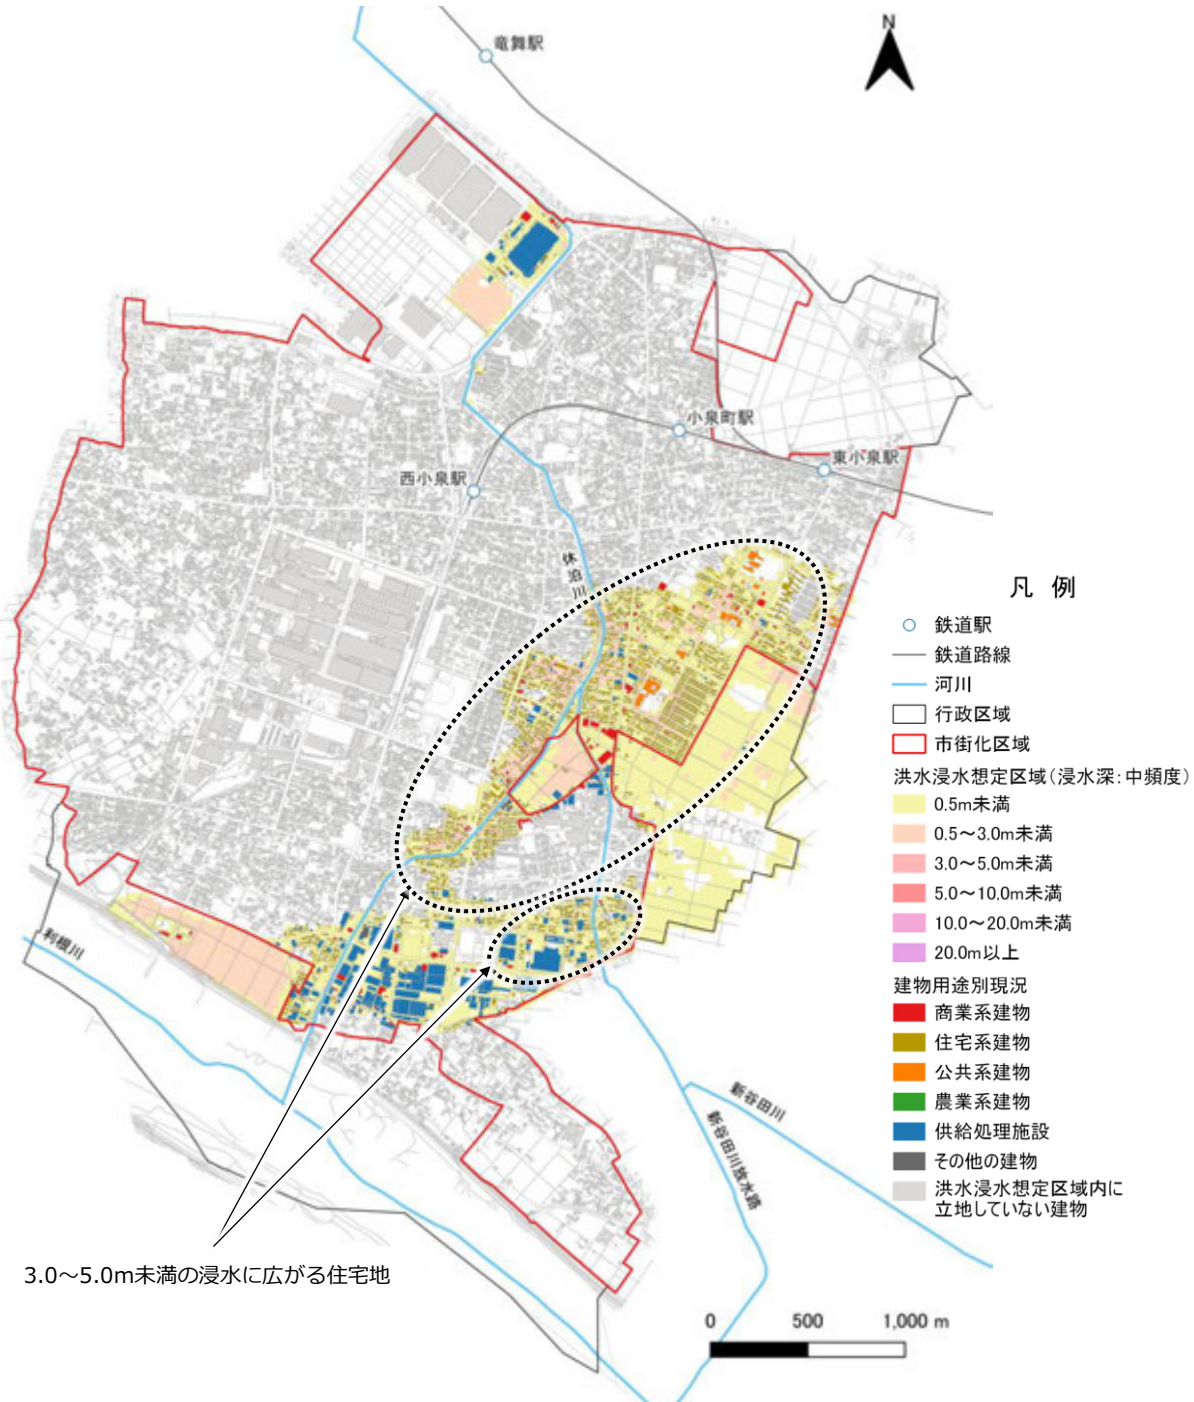 N
竜舞駅
小泉町駅
東小泉駅
西小泉駅
休泊川
利根川
新谷田川
新谷田川放水路
3.0～5.0m未満の浸水に広がる住宅地
凡 例
鉄道駅
鉄道路線
河川
行政区域
市街化区域
洪水浸水想定区域（浸水深：中頻度）
0.5m未満
0.5～3.0m未満
3.0～5.0m未満
5.0～10.0m未満
10.0～20.0m未満
20.0m以上
建物用途別現況
商業系建物
住宅系建物
公共系建物
農業系建物
供給処理施設
その他の建物
洪水浸水想定区域内に
立地していない建物
0 500 1,000 m